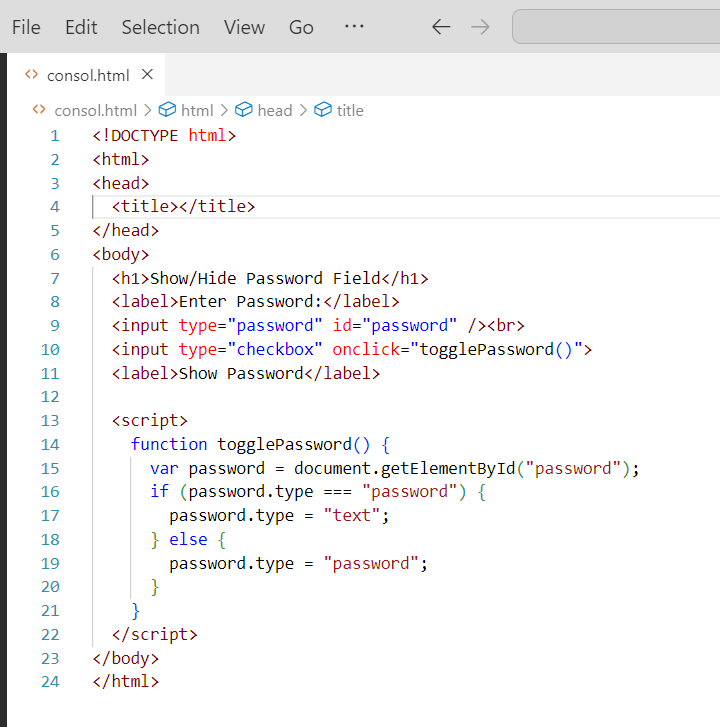 File Edit Selection View Go ··· ← →
consol.html ×
consol.html > html > head > title
1 <!DOCTYPE html>
2 <html>
3 <head>
4   <title></title>
5 </head>
6 <body>
7   <h1>Show/Hide Password Field</h1>
8   <label>Enter Password:</label>
9   <input type="password" id="password" /><br>
10   <input type="checkbox" onclick="togglePassword()">
11   <label>Show Password</label>
12
13   <script>
14     function togglePassword() {
15       var password = document.getElementById("password");
16       if (password.type === "password") {
17         password.type = "text";
18       } else {
19         password.type = "password";
20       }
21     }
22   </script>
23 </body>
24 </html>